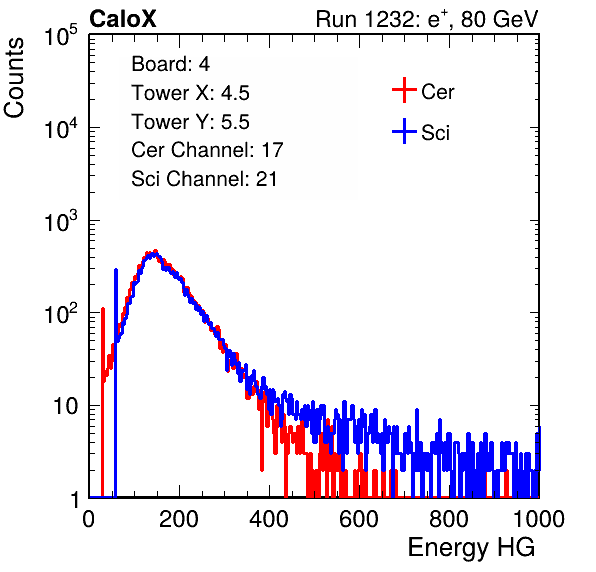 CaloX Run 1232: e⁺, 80 GeV
Counts
Board: 4
Tower X: 4.5
Tower Y: 5.5
Cer Channel: 17
Sci Channel: 21
Cer
Sci
10⁵
10⁴
10³
10²
10
1
0 200 400 600 800 1000
Energy HG